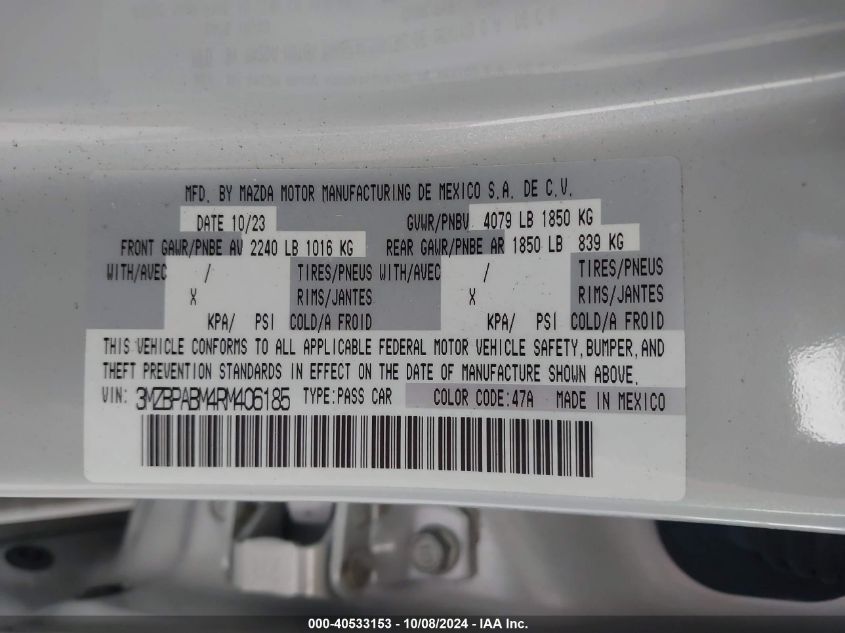 MFD. BY MAZDA MOTOR MANUFACTURING DE MEXICO S.A. DE C.V.
DATE 10/23 GVWR/PNBV 4079 LB 1850 KG
FRONT GAWR/PNBE AV 2240 LB 1016 KG REAR GAWR/PNBE AR 1850 LB 839 KG
WITH/AVEC / TIRES/PNEUS WITH/AVEC / TIRES/PNEUS
X RIMS/JANTES X RIMS/JANTES
KPA/ PSI COLD/A FROID KPA/ PSI COLD/A FROID
THIS VEHICLE CONFORMS TO ALL APPLICABLE FEDERAL MOTOR VEHICLE SAFETY, BUMPER, AND
THEFT PREVENTION STANDARDS IN EFFECT ON THE DATE OF MANUFACTURE SHOWN ABOVE.
VIN: 3MZBPABM4RM406185 TYPE:PASS CAR COLOR CODE:47A MADE IN MEXICO
000-40533153 - 10/08/2024 - IAA Inc.